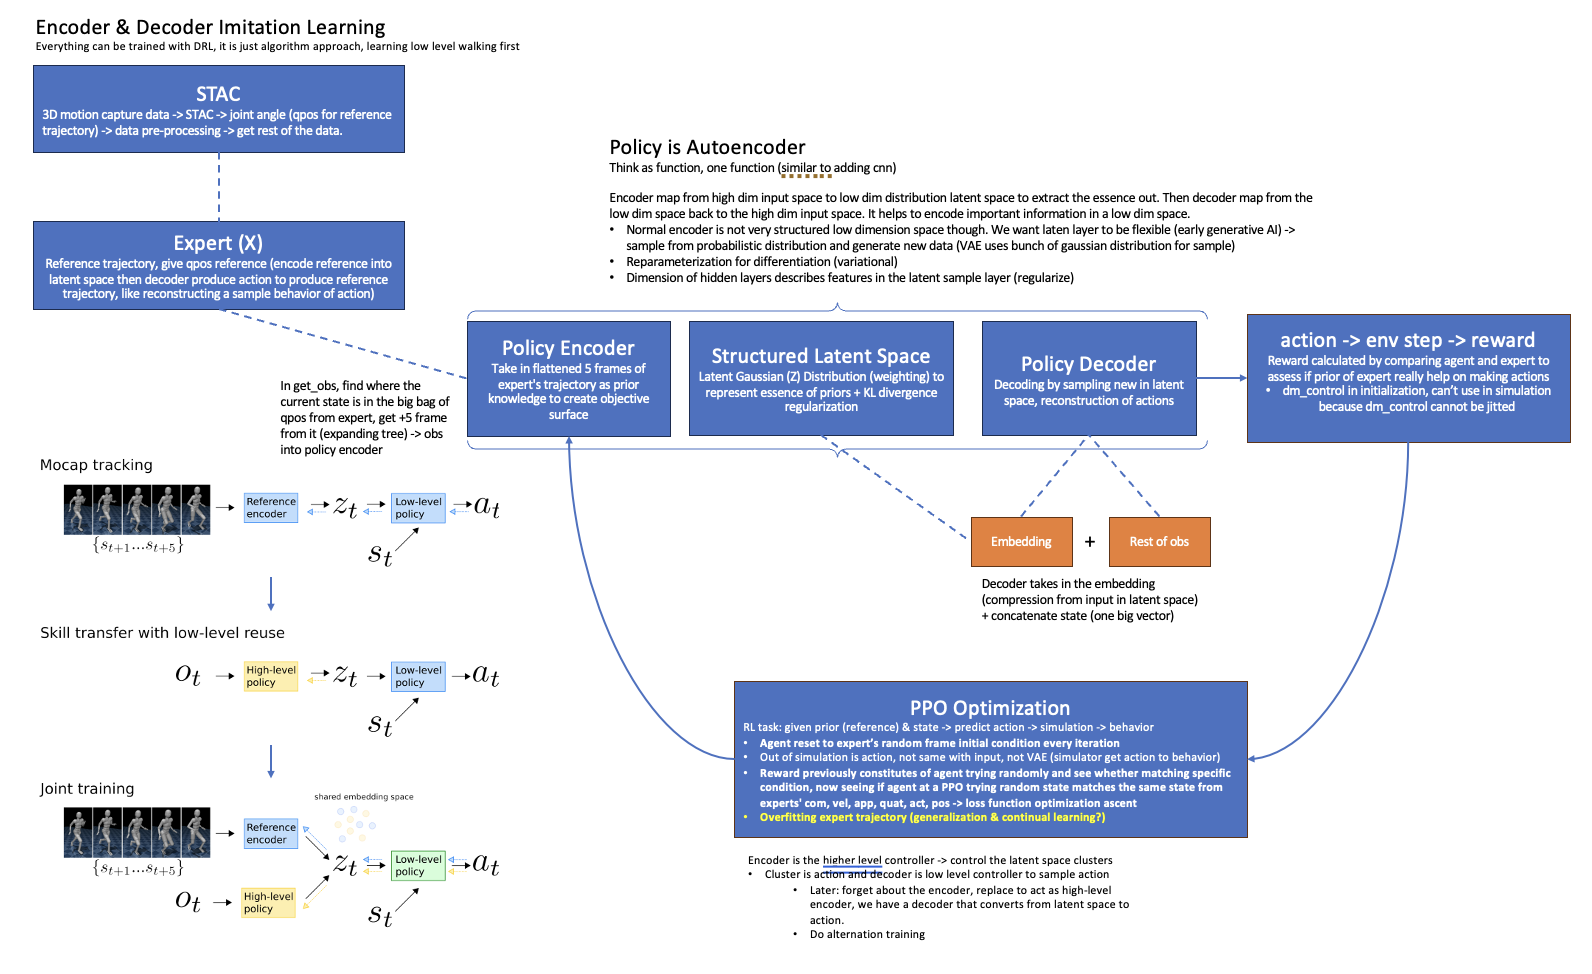 Encoder & Decoder Imitation Learning
Everything can be trained with DRL, it is just algorithm approach, learning low level walking first
STAC
3D motion capture data -> STAC -> joint angle (qpos for reference
trajectory) -> data pre-processing -> get rest of the data.
Expert (X)
Reference trajectory, give qpos reference (encode reference into
latent space then decoder produce action to produce reference
trajectory, like reconstructing a sample behavior of action)
Policy is Autoencoder
Think as function, one function (similar to adding cnn)
Encoder map from high dim input space to low dim distribution latent space to extract the essence out. Then decoder map from the
low dim space back to the high dim input space. It helps to encode important information in a low dim space.
• Normal encoder is not very structured low dimension space though. We want laten layer to be flexible (early generative AI) ->
sample from probabilistic distribution and generate new data (VAE uses bunch of gaussian distribution for sample)
• Reparameterization for differentiation (variational)
• Dimension of hidden layers describes features in the latent sample layer (regularize)
Policy Encoder
Take in flattened 5 frames of
expert's trajectory as prior
knowledge to create objective
surface
Structured Latent Space
Latent Gaussian (Z) Distribution (weighting) to
represent essence of priors + KL divergence
regularization
Policy Decoder
Decoding by sampling new in latent
space, reconstruction of actions
action -> env step -> reward
Reward calculated by comparing agent and expert to
assess if prior of expert really help on making actions
• dm_control in initialization, can't use in simulation
because dm_control cannot be jitted
In get_obs, find where the
current state is in the big bag of
qpos from expert, get +5 frame
from it (expanding tree) -> obs
into policy encoder
Embedding
+
Rest of obs
Decoder takes in the embedding
(compression from input in latent space)
+ concatenate state (one big vector)
Mocap tracking
{s_{t+1}...s_{t+5}}
Reference
encoder
z_t
Low-level
policy
a_t
s_t
Skill transfer with low-level reuse
o_t
High-level
policy
z_t
Low-level
policy
a_t
s_t
Joint training
shared embedding space
{s_{t+1}...s_{t+5}}
Reference
encoder
z_t
Low-level
policy
a_t
o_t
High-level
policy
s_t
PPO Optimization
RL task: given prior (reference) & state -> predict action -> simulation -> behavior
• Agent reset to expert's random frame initial condition every iteration
• Out of simulation is action, not same with input, not VAE (simulator get action to behavior)
• Reward previously constitutes of agent trying randomly and see whether matching specific
condition, now seeing if agent at a PPO trying random state matches the same state from
experts' com, vel, app, quat, act, pos -> loss function optimization ascent
• Overfitting expert trajectory (generalization & continual learning?)
Encoder is the higher level controller -> control the latent space clusters
• Cluster is action and decoder is low level controller to sample action
• Later: forget about the encoder, replace to act as high-level
encoder, we have a decoder that converts from latent space to
action.
• Do alternation training